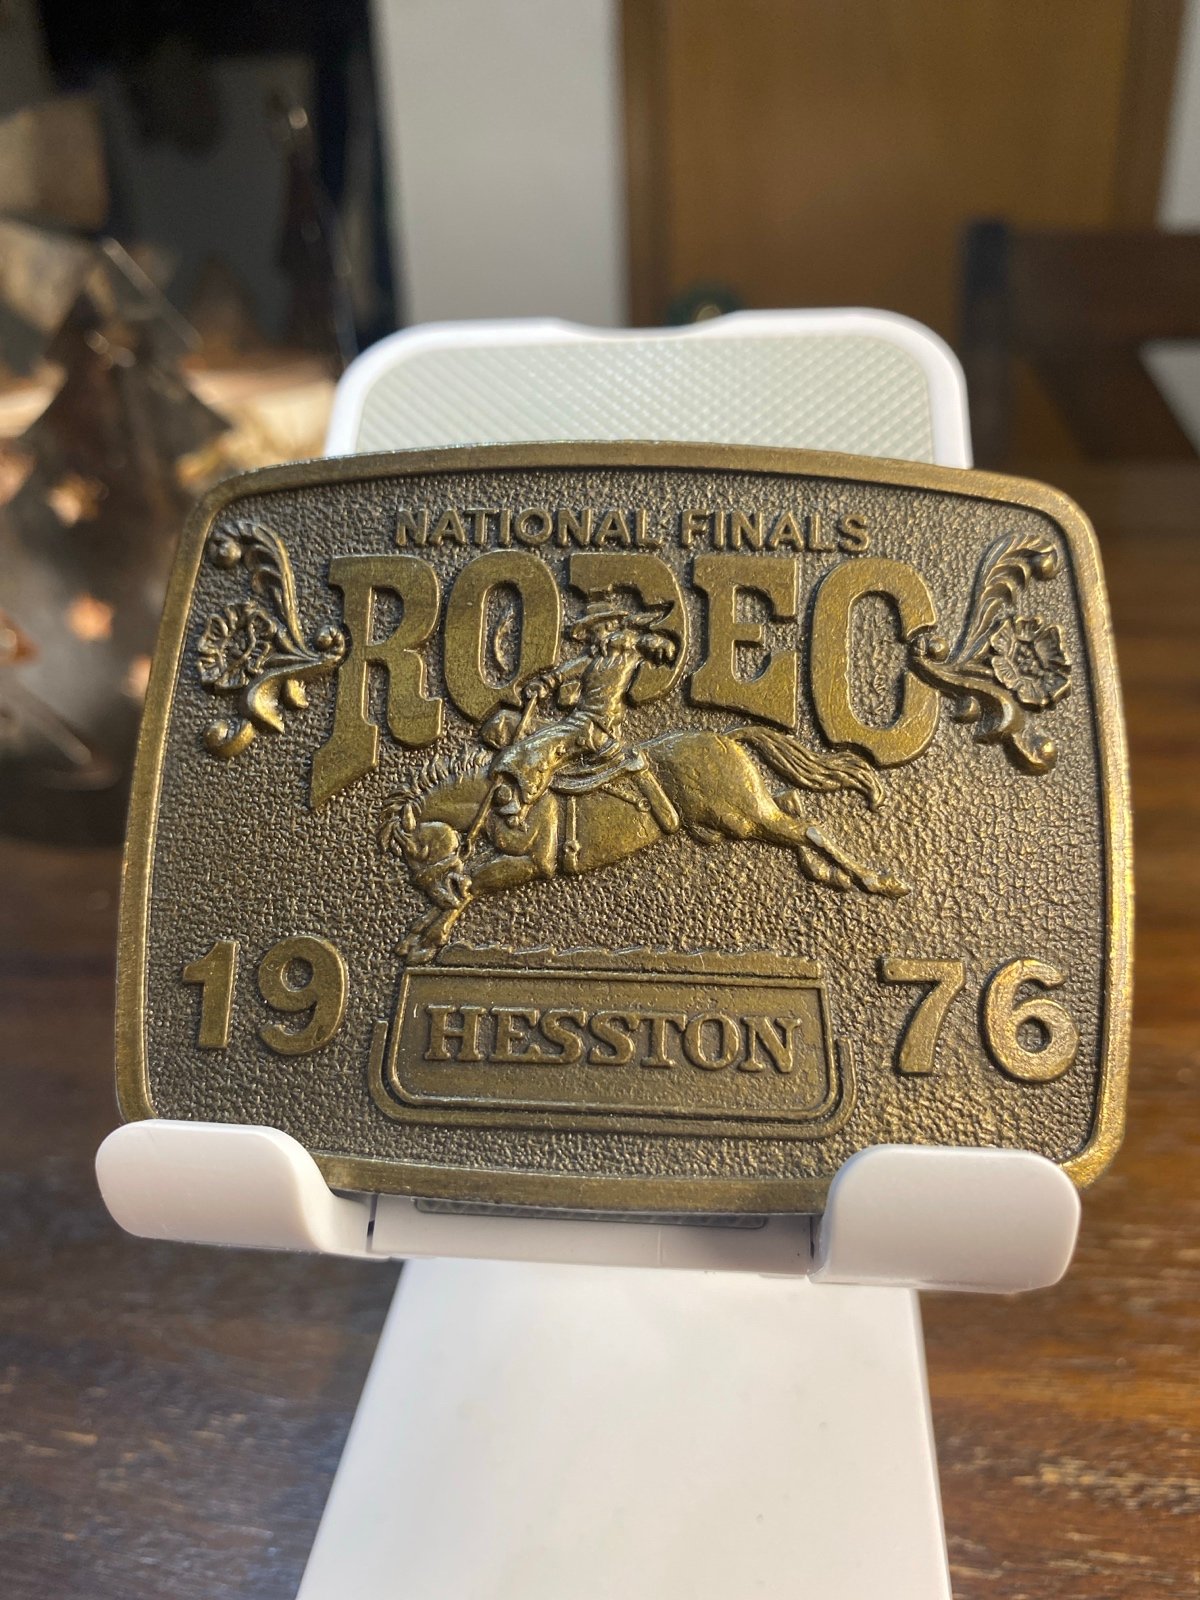 NATIONAL FINALS
RODEO
19 76
HESSTON